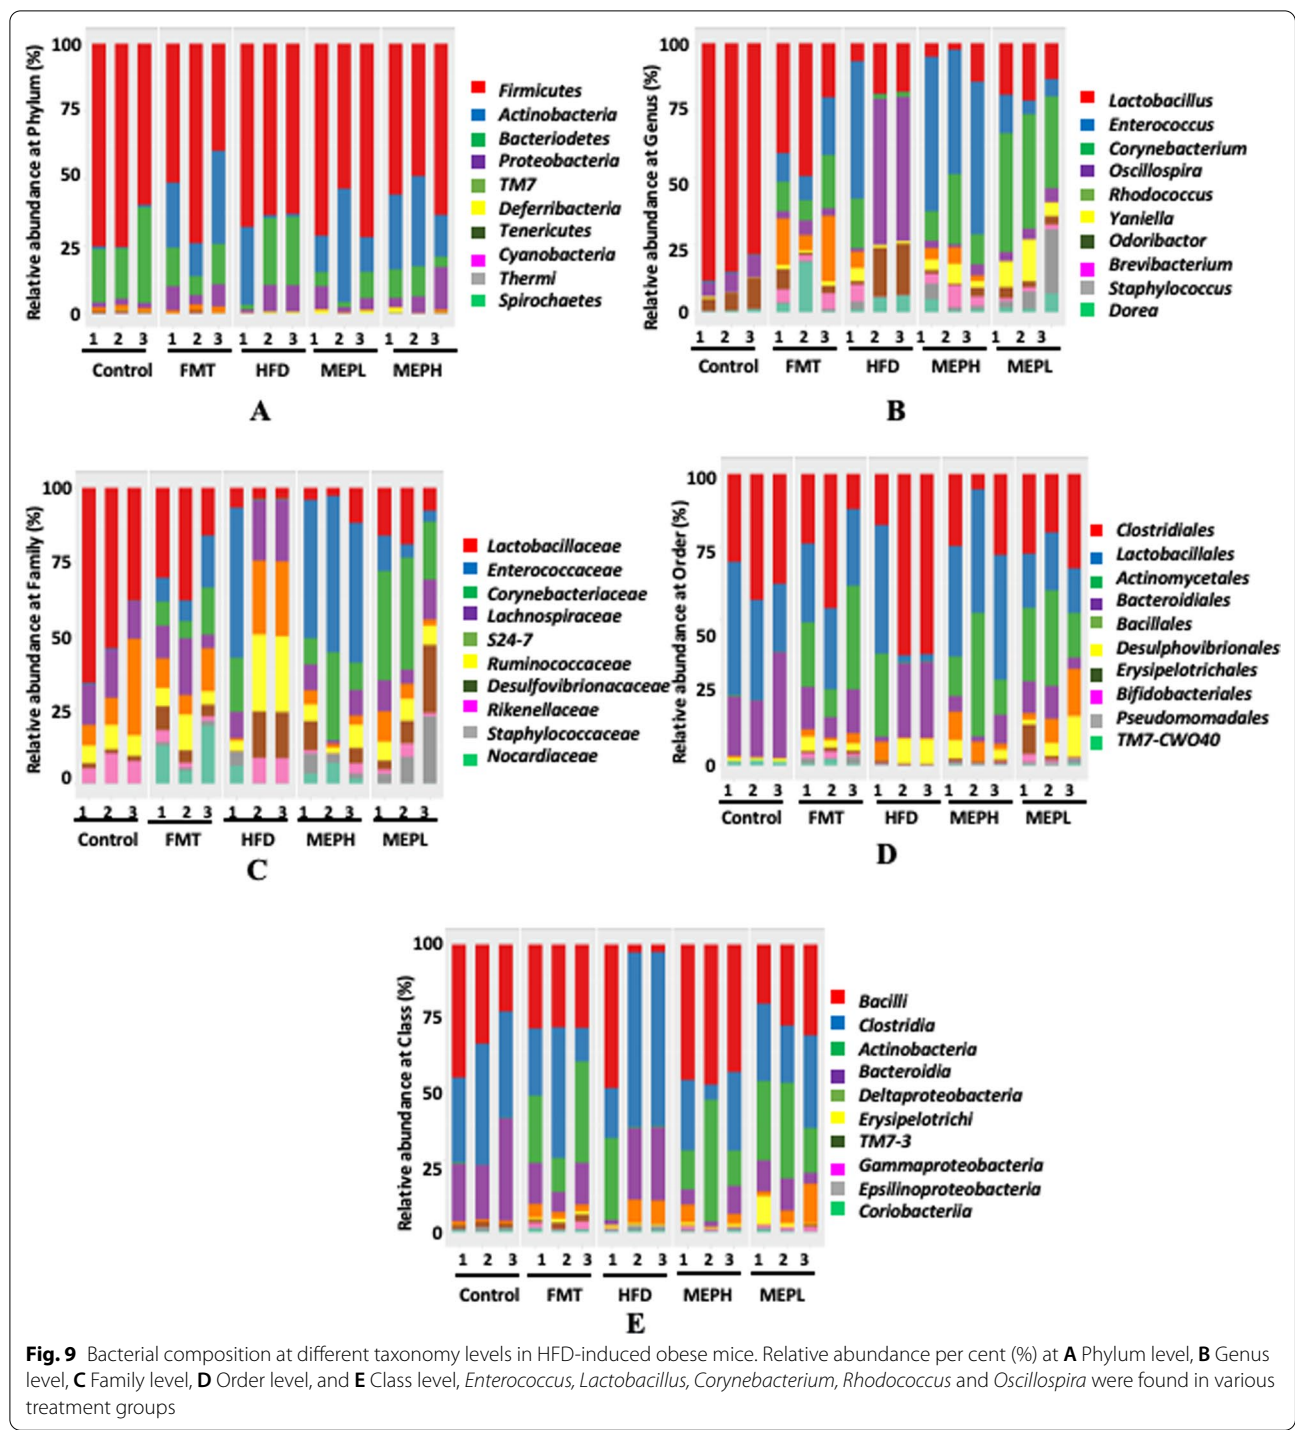 Relative abundance at Phylum (%)
100
75
50
25
0
1 2 3 1 2 3 1 2 3 1 2 3 1 2 3
Control FMT HFD MEPL MEPH
Firmicutes
Actinobacteria
Bacteriodetes
Proteobacteria
TM7
Deferribacteria
Tenericutes
Cyanobacteria
Thermi
Spirochaetes
A
Relative abundance at Genus (%)
100
75
50
25
0
1 2 3 1 2 3 1 2 3 1 2 3 1 2 3
Control FMT HFD MEPH MEPL
Lactobacillus
Enterococcus
Corynebacterium
Oscillospira
Rhodococcus
Yaniella
Odoribactor
Brevibacterium
Staphylococcus
Dorea
B
Relative abundance at Family (%)
100
75
50
25
0
1 2 3 1 2 3 1 2 3 1 2 3 1 2 3
Control FMT HFD MEPH MEPL
Lactobacillaceae
Enterococcaceae
Corynebacteriaceae
Lachnospiraceae
S24-7
Ruminococcaceae
Desulfovibrionacaceae
Rikenellaceae
Staphylococcaceae
Nocardiaceae
C
Relative abundance at Order (%)
100
75
50
25
0
1 2 3 1 2 3 1 2 3 1 2 3 1 2 3
Control FMT HFD MEPH MEPL
Clostridiales
Lactobacillales
Actinomycetales
Bacteroidiales
Bacillales
Desulphovibrionales
Erysipelotrichales
Bifidobacteriales
Pseudomomadales
TM7-CWO40
D
Relative abundance at Class (%)
100
75
50
25
0
1 2 3 1 2 3 1 2 3 1 2 3 1 2 3
Control FMT HFD MEPH MEPL
Bacilli
Clostridia
Actinobacteria
Bacteroidia
Deltaproteobacteria
Erysipelotrichi
TM7-3
Gammaproteobacteria
Epsilinoproteobacteria
Coriobacteriia
E
Fig. 9 Bacterial composition at different taxonomy levels in HFD-induced obese mice. Relative abundance per cent (%) at A Phylum level, B Genus
level, C Family level, D Order level, and E Class level, Enterococcus, Lactobacillus, Corynebacterium, Rhodococcus and Oscillospira were found in various
treatment groups